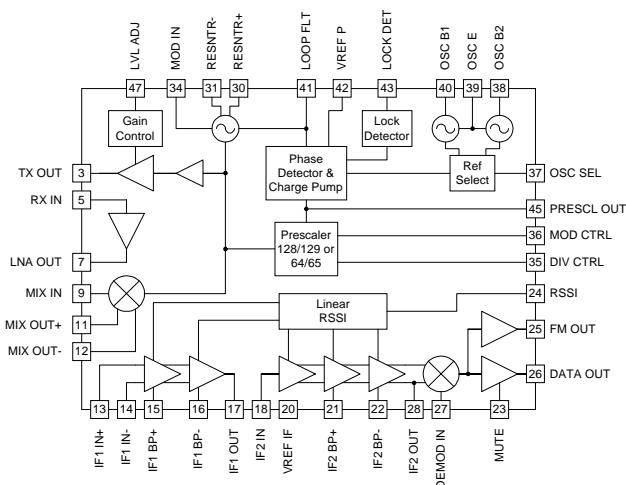 LVL ADJ
MOD IN
RESNTR-
RESNTR+
LOOP FLT
VREF P
LOCK DET
OSC B1
OSC E
OSC B2
47
34
31
30
41
42
43
40
39
38
Gain
Control
Lock
Detector
Phase
Detector &
Charge Pump
Ref
Select
TX OUT
3
37
OSC SEL
RX IN
5
45
PRESCL OUT
Prescaler
128/129 or
64/65
36
MOD CTRL
LNA OUT
7
35
DIV CTRL
MIX IN
9
24
RSSI
Linear
RSSI
MIX OUT+
11
25
FM OUT
MIX OUT-
12
26
DATA OUT
13
14
15
16
17
18
20
21
22
28
27
23
IF1 IN+
IF1 IN-
IF1 BP+
IF1 BP-
IF1 OUT
IF2 IN
VREF IF
IF2 BP+
IF2 BP-
IF2 OUT
DEMOD IN
MUTE